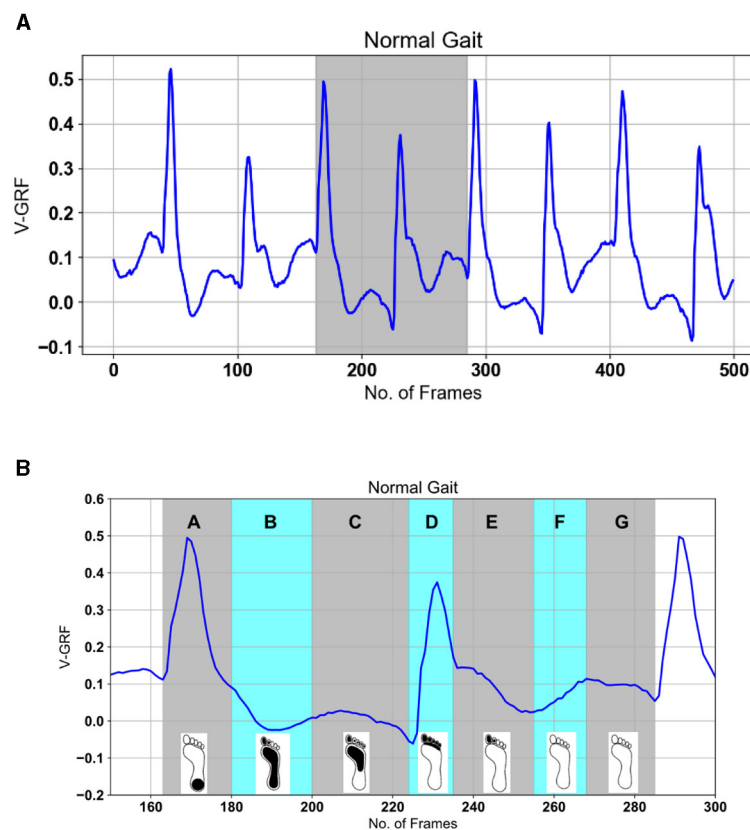 A
Normal Gait
V-GRF
0.5
0.4
0.3
0.2
0.1
0.0
−0.1
0 100 200 300 400 500
No. of Frames
B
Normal Gait
V-GRF
0.6
0.5
0.4
0.3
0.2
0.1
0.0
−0.1
−0.2
A B C D E F G
160 180 200 220 240 260 280 300
No. of Frames